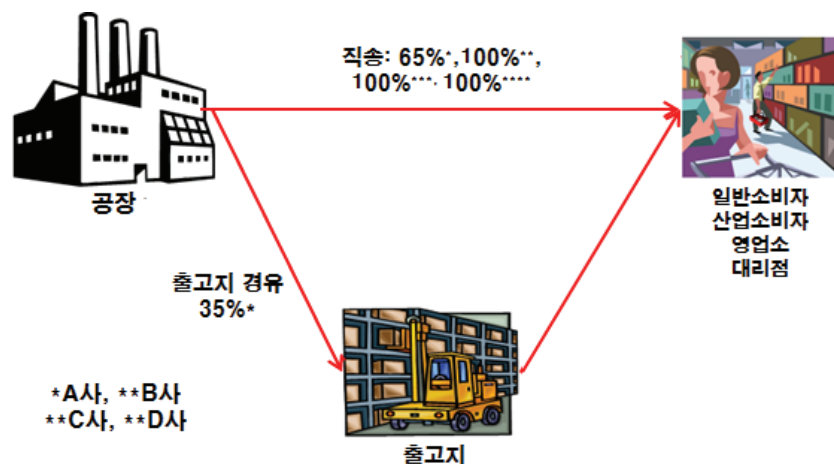 직송: 65%*,100%**,
100%***, 100%****
공장
일반소비자
산업소비자
영업소
대리점
출고지 경유
35%*
*A사, **B사
**C사, **D사
출고지